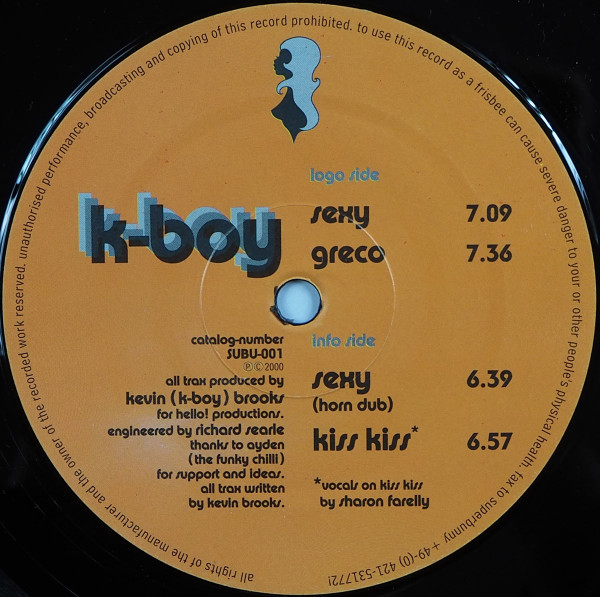 all rights of the manufacturer and the owner of the recorded work reserved. unauthorised performance, broadcasting and copying of this record prohibited. to use this record as a frisbee can cause severe danger to your or other people's physical health. fax to superbunny +49-(0) 421-531772!
k-boy
logo side
sexy 7.09
greco 7.36
catalog-number
SUBU-001
℗©2000
all trax produced by
kevin (k-boy) brooks
for hello! productions.
engineered by richard searle
thanks to ayden
(the funky chilli)
for support and ideas.
all trax written
by kevin brooks.
info side
sexy 6.39
(horn dub)
kiss kiss* 6.57
*vocals on kiss kiss
by sharon farelly